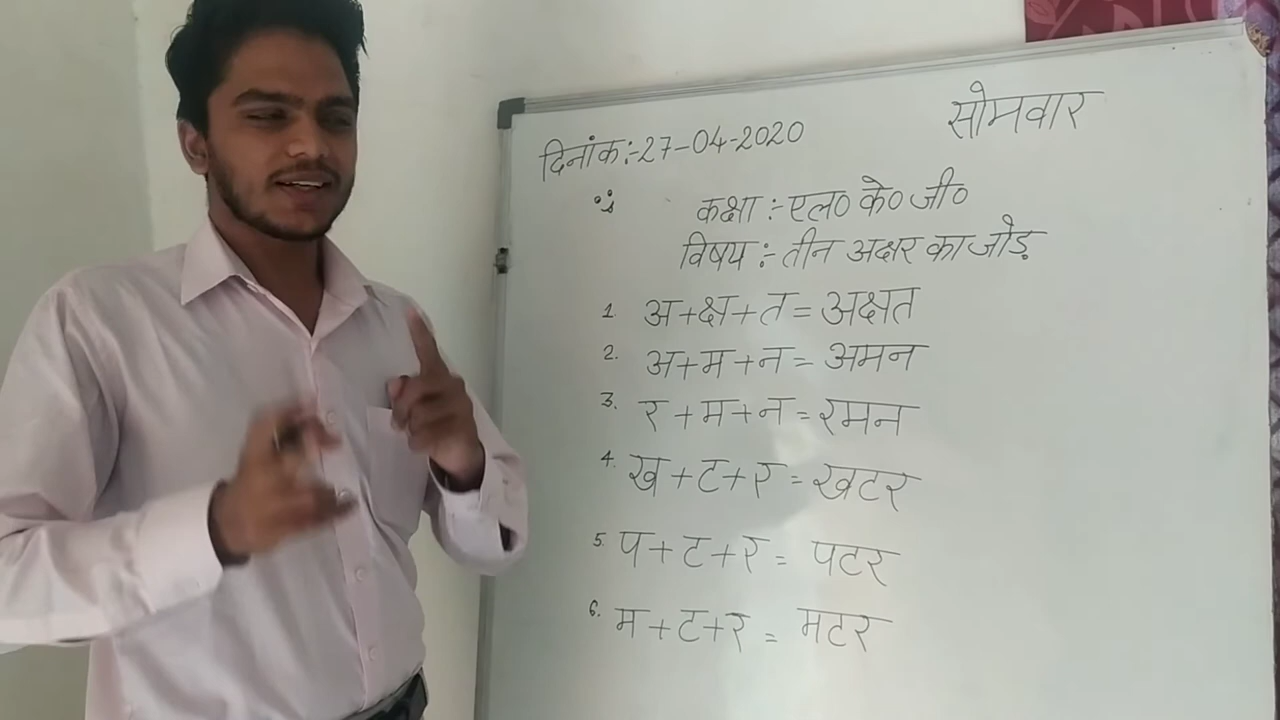 सोमवार
दिनांक:-27-04-2020
कक्षा :- एल० के० जी०
विषय :- तीन अक्षर का जोड़
1. अ+क्ष+त=अक्षत
2. अ+म+न=अमन
3. र+म+न=रमन
4. ख+ट+र=खटर
5. प+ट+र= पटर
6. म+ट+र= मटर